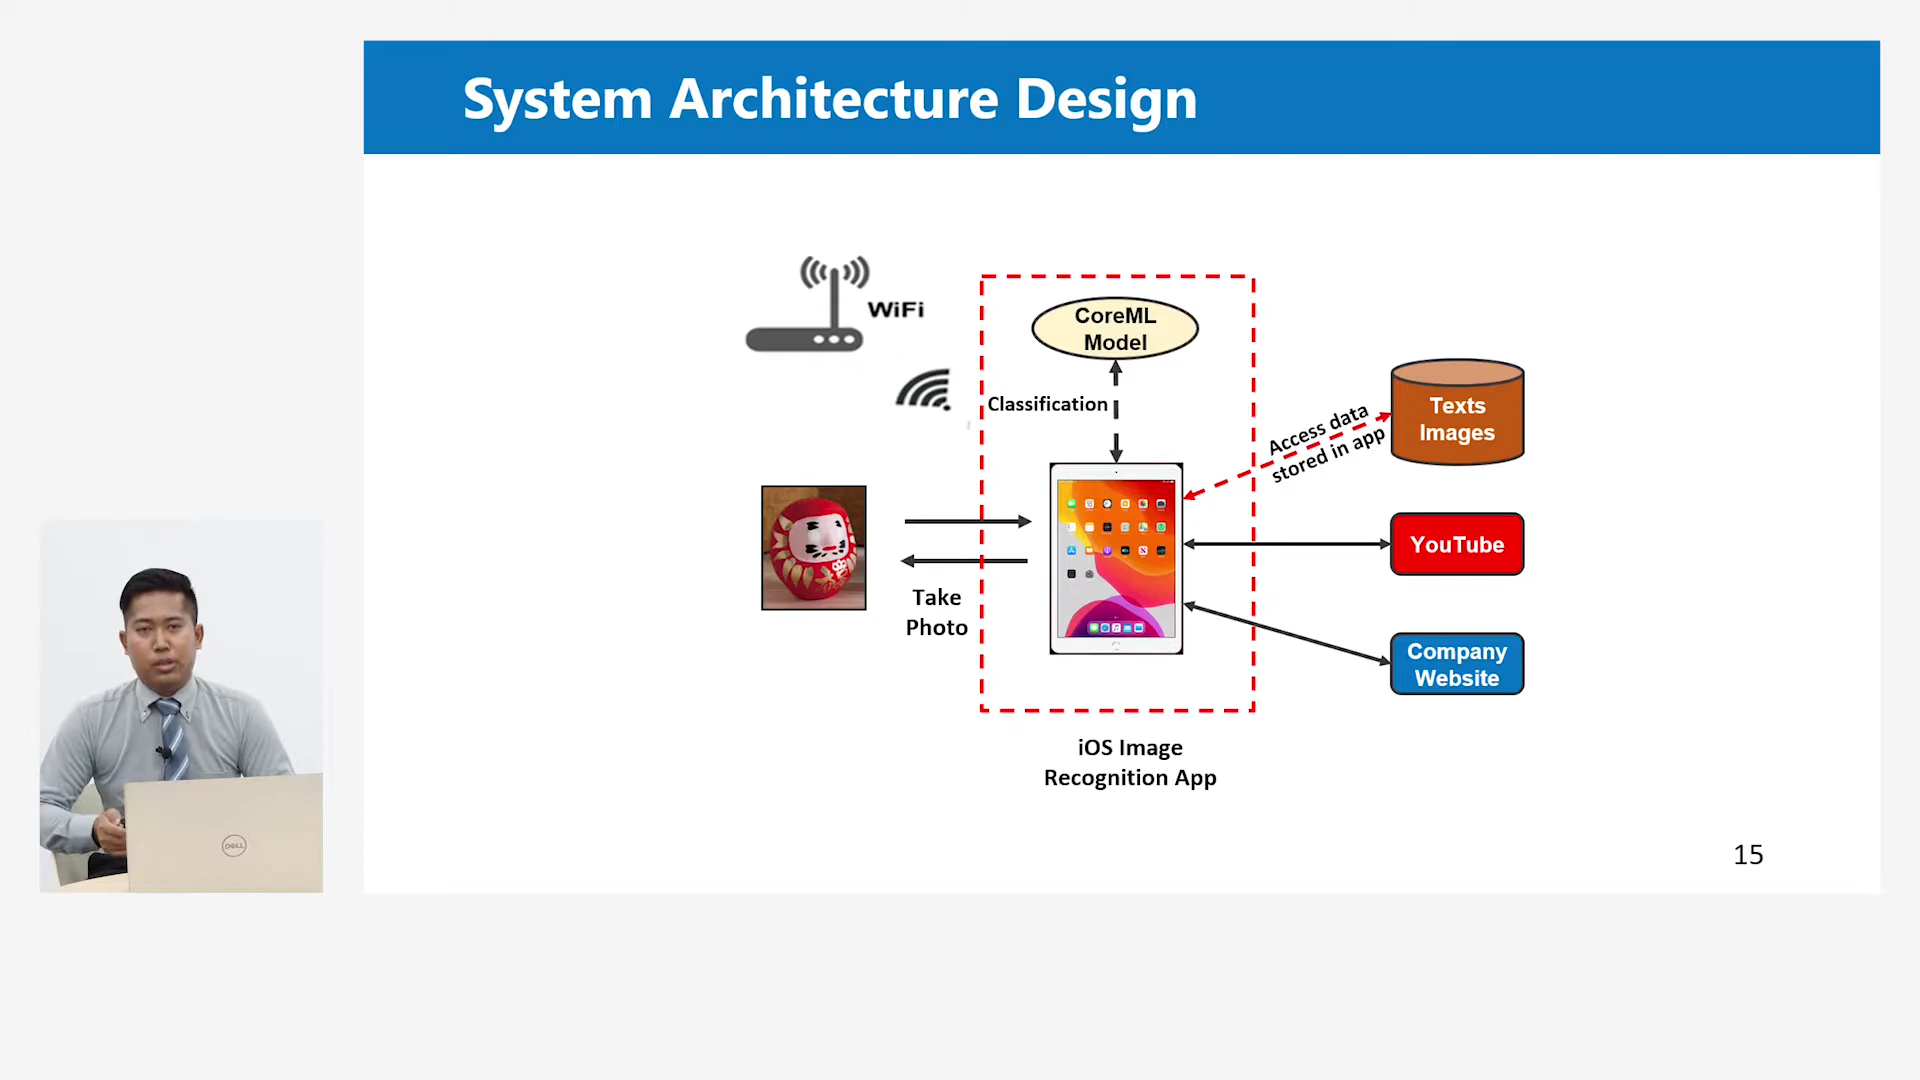 System Architecture Design
WiFi
CoreML
Model
Classification
Access data
stored in app
Texts
Images
YouTube
Take
Photo
Company
Website
iOS Image
Recognition App
15
DELL